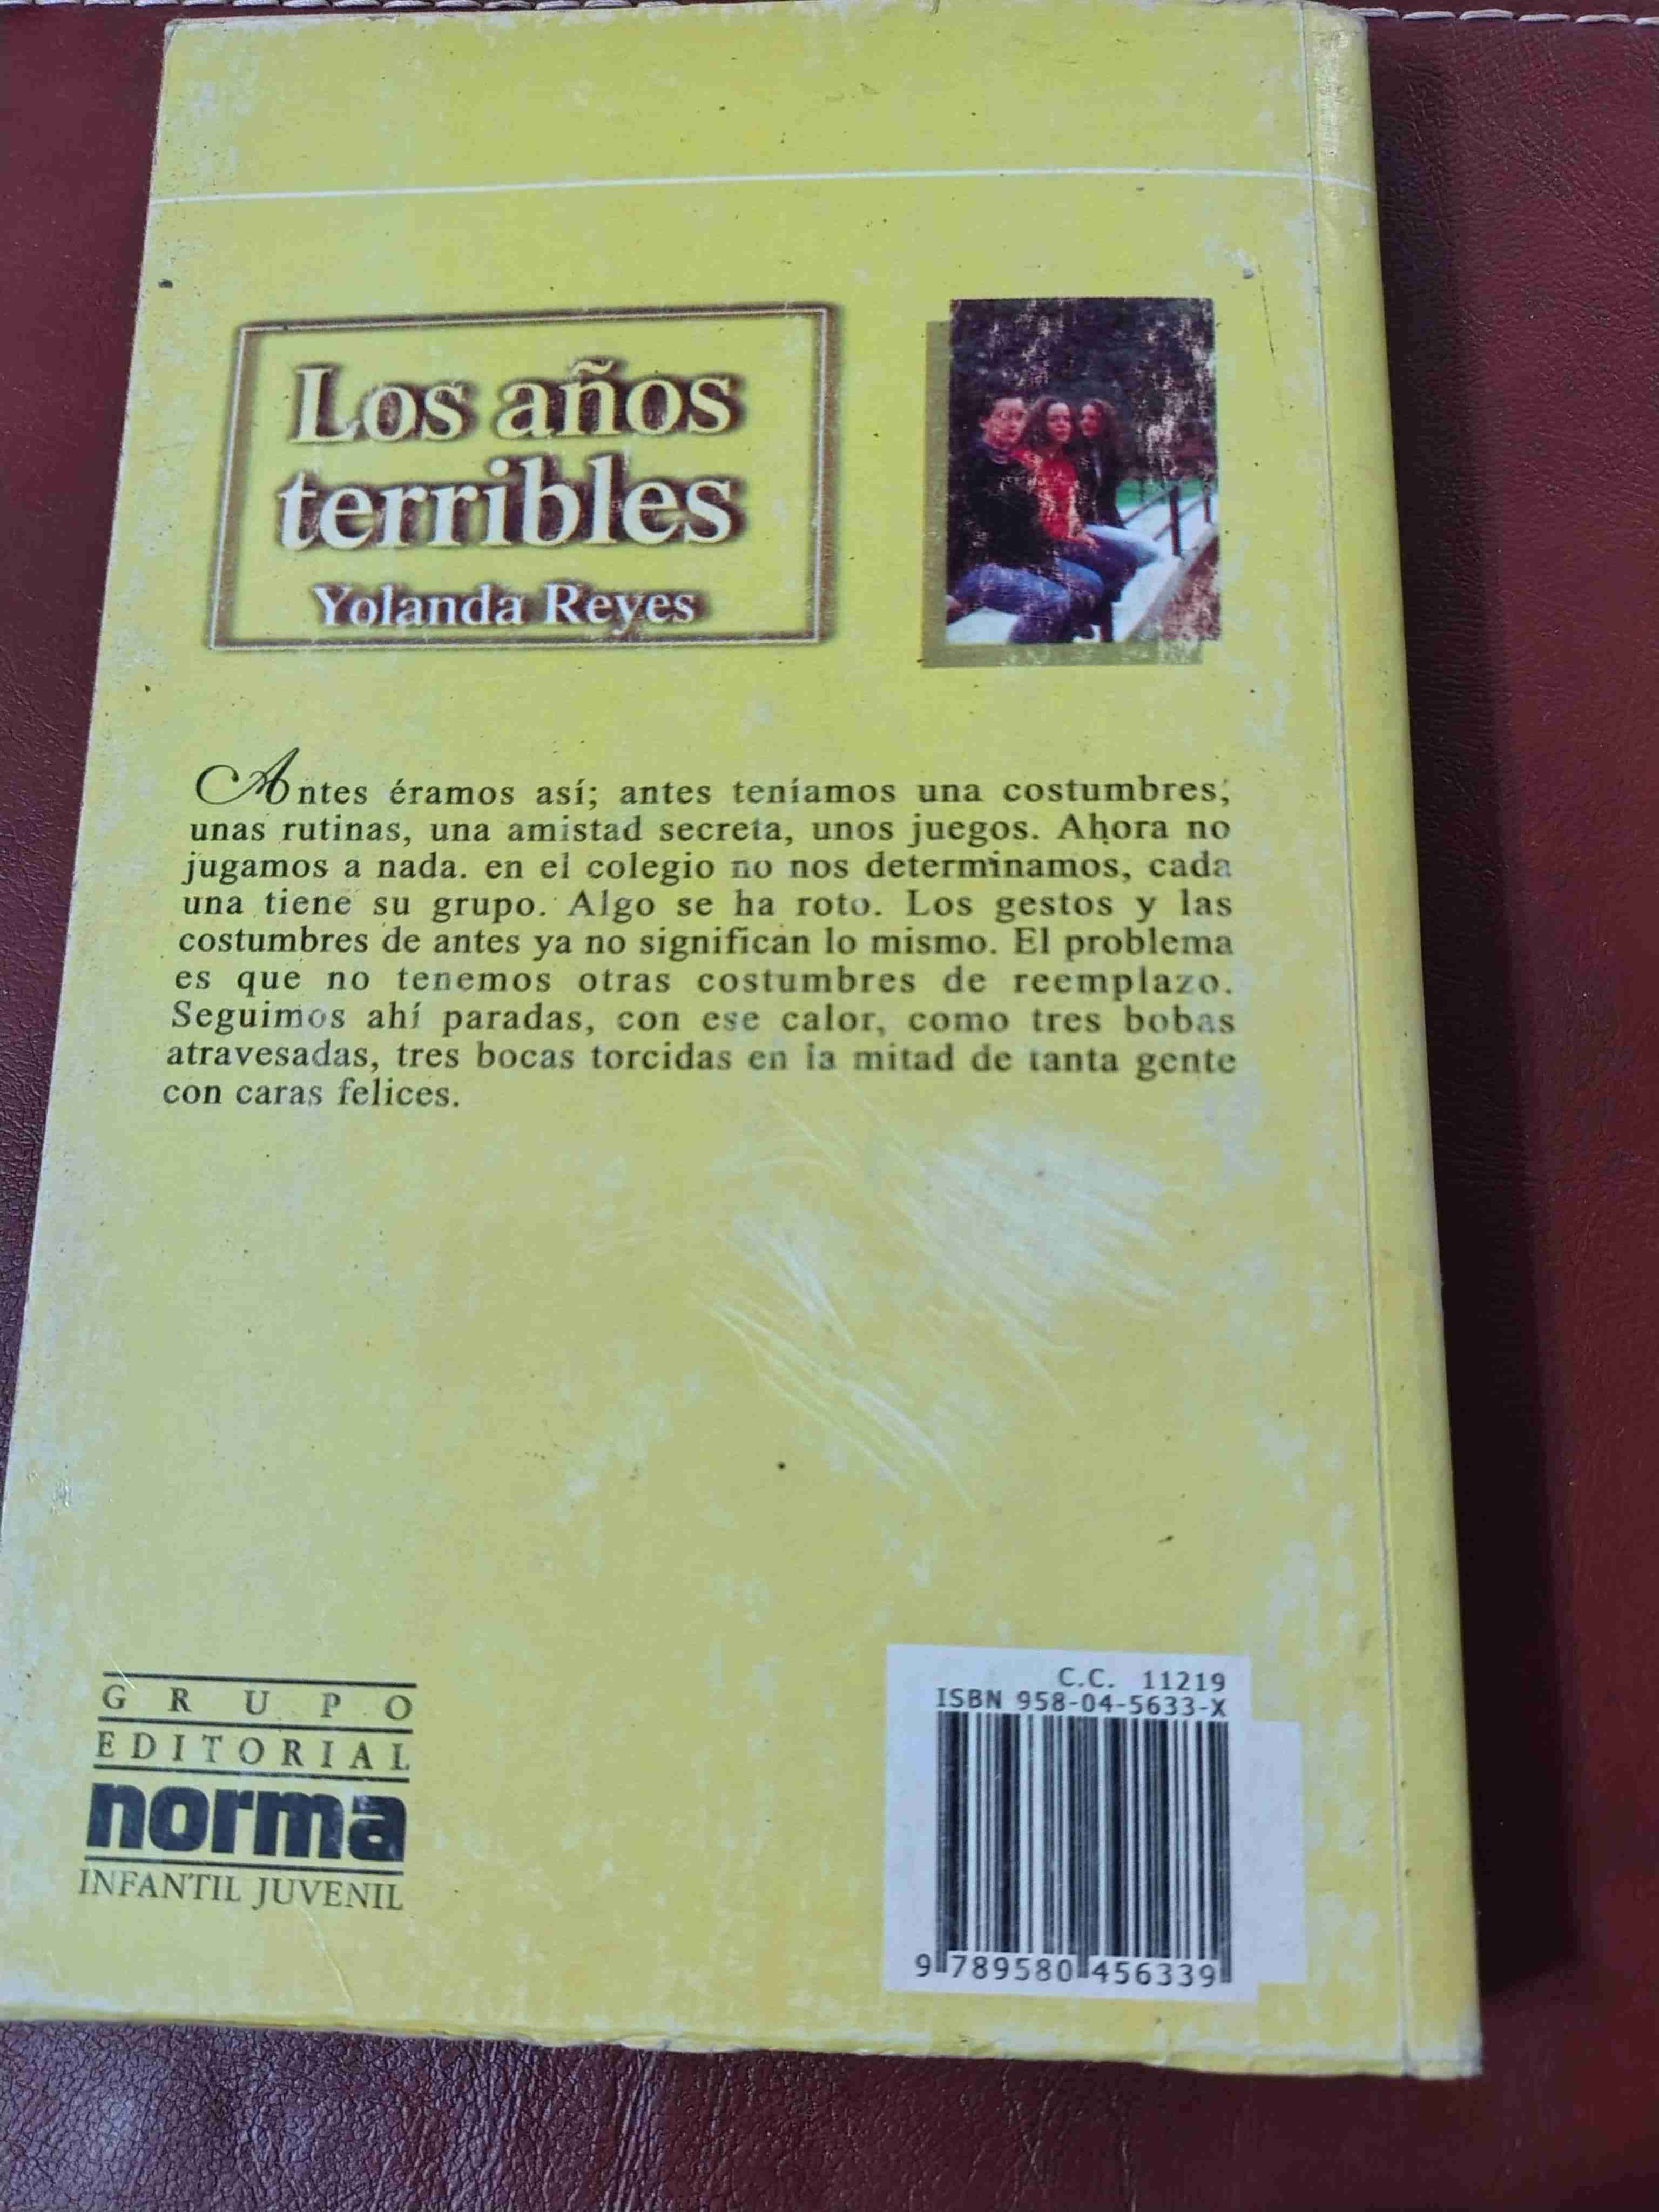 Los años
terribles
Yolanda Reyes
Antes éramos así; antes teníamos una costumbres,
unas rutinas, una amistad secreta, unos juegos. Ahora no
jugamos a nada. en el colegio no nos determinamos, cada
una tiene su grupo. Algo se ha roto. Los gestos y las
costumbres de antes ya no significan lo mismo. El problema
es que no tenemos otras costumbres de reemplazo.
Seguimos ahí paradas, con ese calor, como tres bobas
atravesadas, tres bocas torcidas en la mitad de tanta gente
con caras felices.
GRUPO
EDITORIAL
norma
INFANTIL JUVENIL
C.C. 11219
ISBN 958-04-5633-X
9 789580 456339